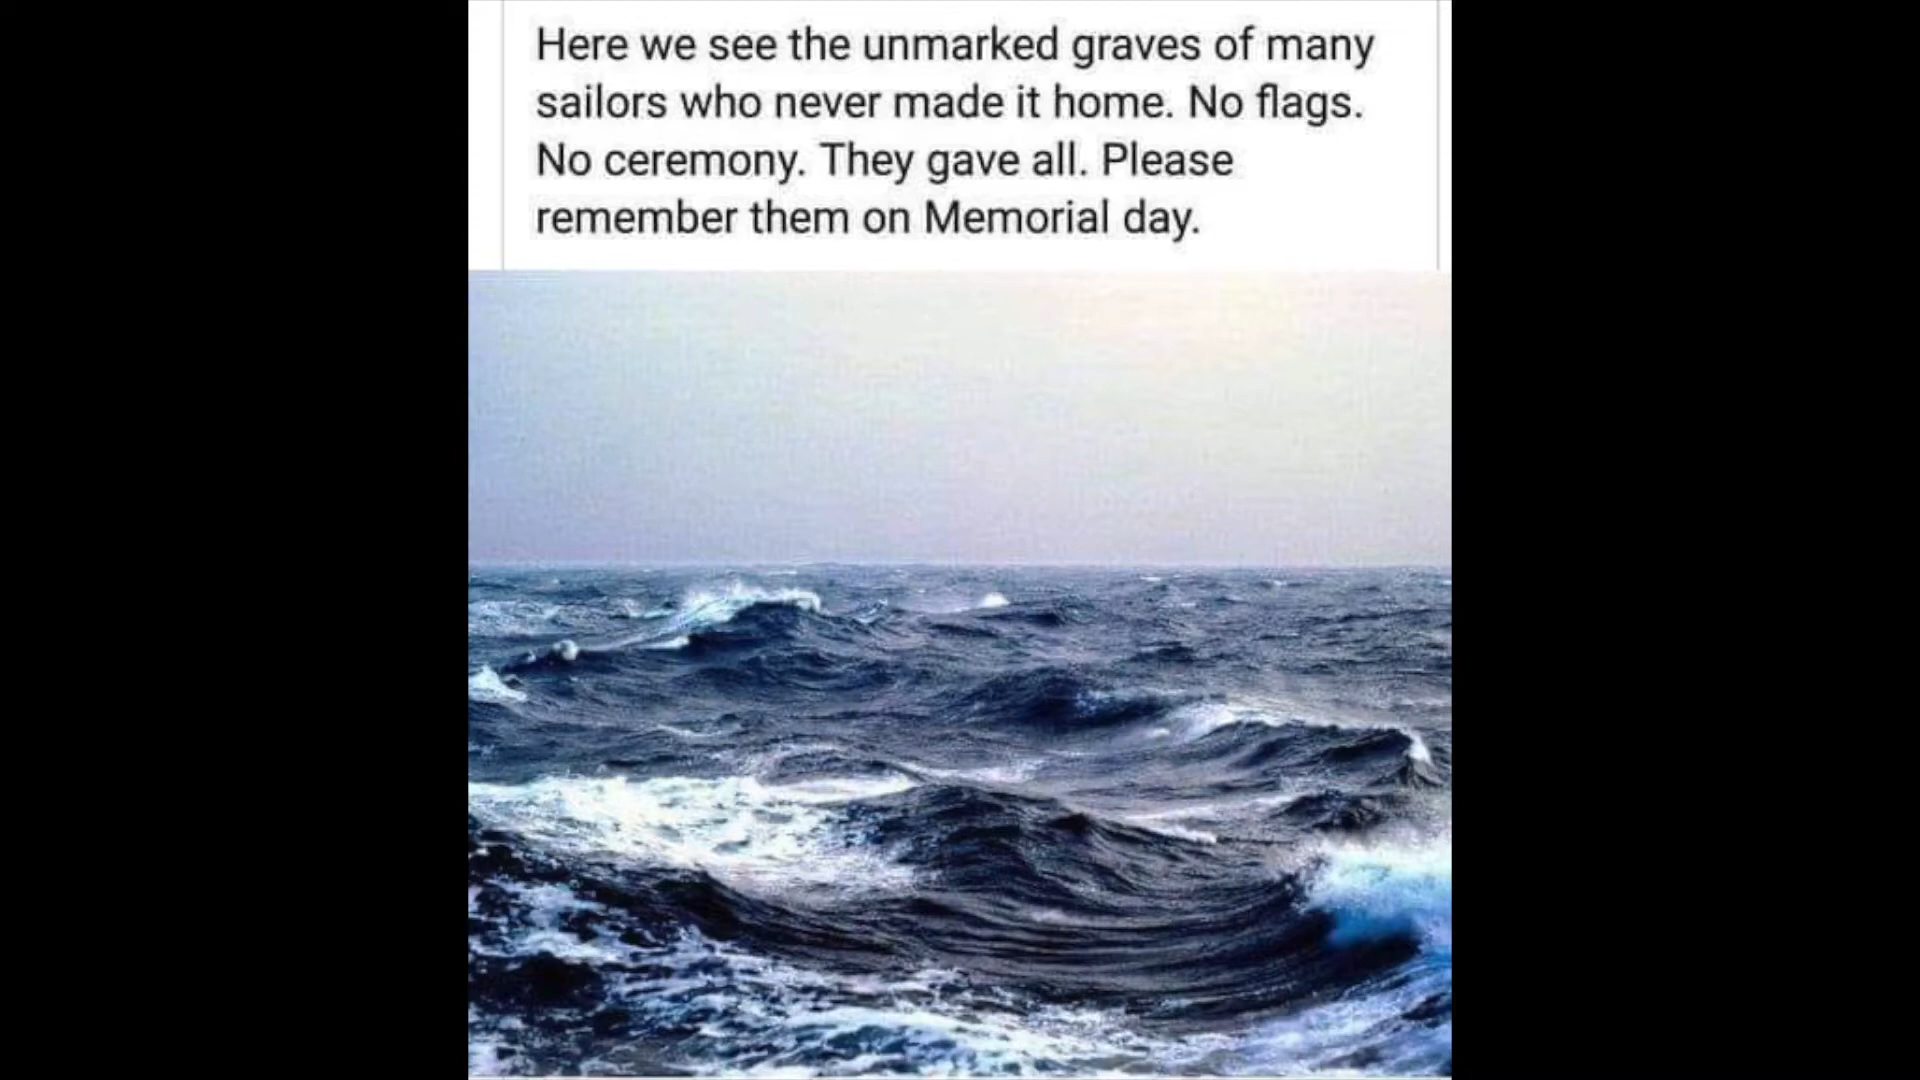 Here we see the unmarked graves of many
sailors who never made it home. No flags.
No ceremony. They gave all. Please
remember them on Memorial day.